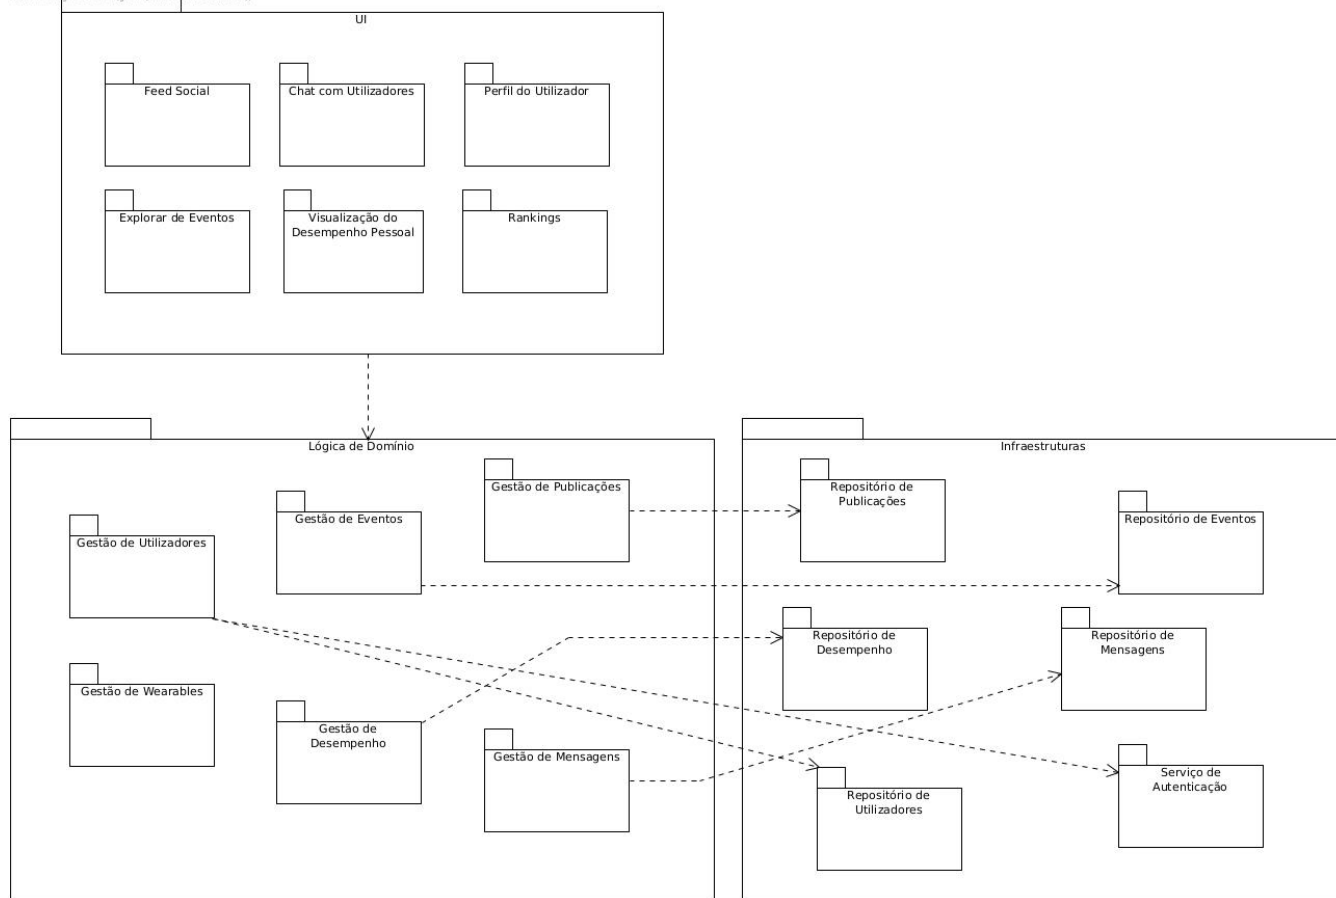 UI
Feed Social
Chat com Utilizadores
Perfil do Utilizador
Explorar de Eventos
Visualização do
Desempenho Pessoal
Rankings
Lógica de Domínio
Gestão de Publicações
Gestão de Eventos
Gestão de Utilizadores
Gestão de Wearables
Gestão de
Desempenho
Gestão de Mensagens
Infraestruturas
Repositório de
Publicações
Repositório de Eventos
Repositório de
Desempenho
Repositório de
Mensagens
Repositório de
Utilizadores
Serviço de
Autenticação